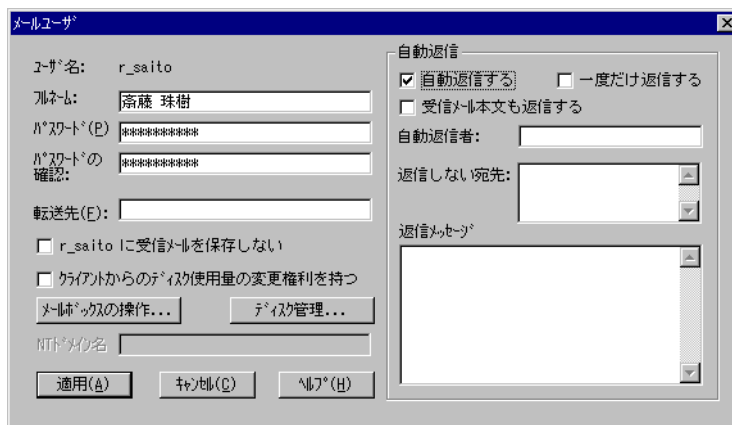 メールユーザ
ユーザ名: r_saito
フルネーム: 斎藤 珠樹
パスワード(P) **********
パスワードの確認: **********
転送先(F):
r_saito に受信メールを保存しない
クライアントからのディスク使用量の変更権利を持つ
メールボックスの操作... ディスク管理...
NTドメイン名
適用(A) キャンセル(C) ヘルプ(H)
自動返信
自動返信する 一度だけ返信する
受信メール本文も返信する
自動返信者:
返信しない宛先:
返信メッセージ